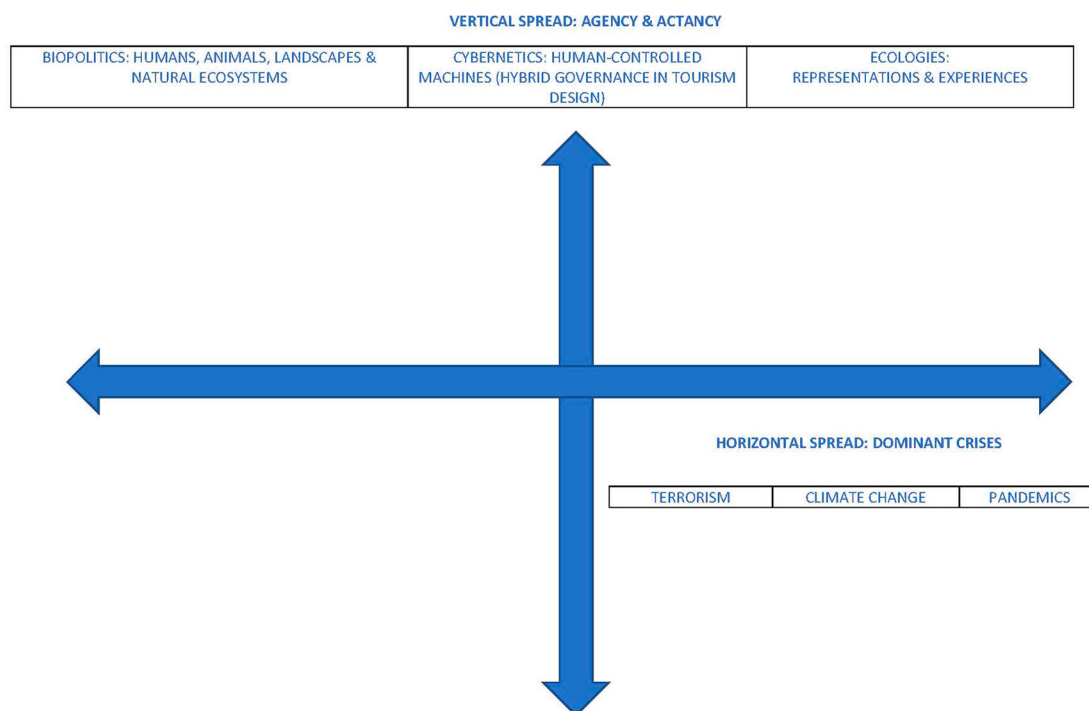 VERTICAL SPREAD: AGENCY & ACTANCY
BIOPOLITICS: HUMANS, ANIMALS, LANDSCAPES &
NATURAL ECOSYSTEMS
CYBERNETICS: HUMAN-CONTROLLED
MACHINES (HYBRID GOVERNANCE IN TOURISM
DESIGN)
ECOLOGIES:
REPRESENTATIONS & EXPERIENCES
HORIZONTAL SPREAD: DOMINANT CRISES
TERRORISM
CLIMATE CHANGE
PANDEMICS